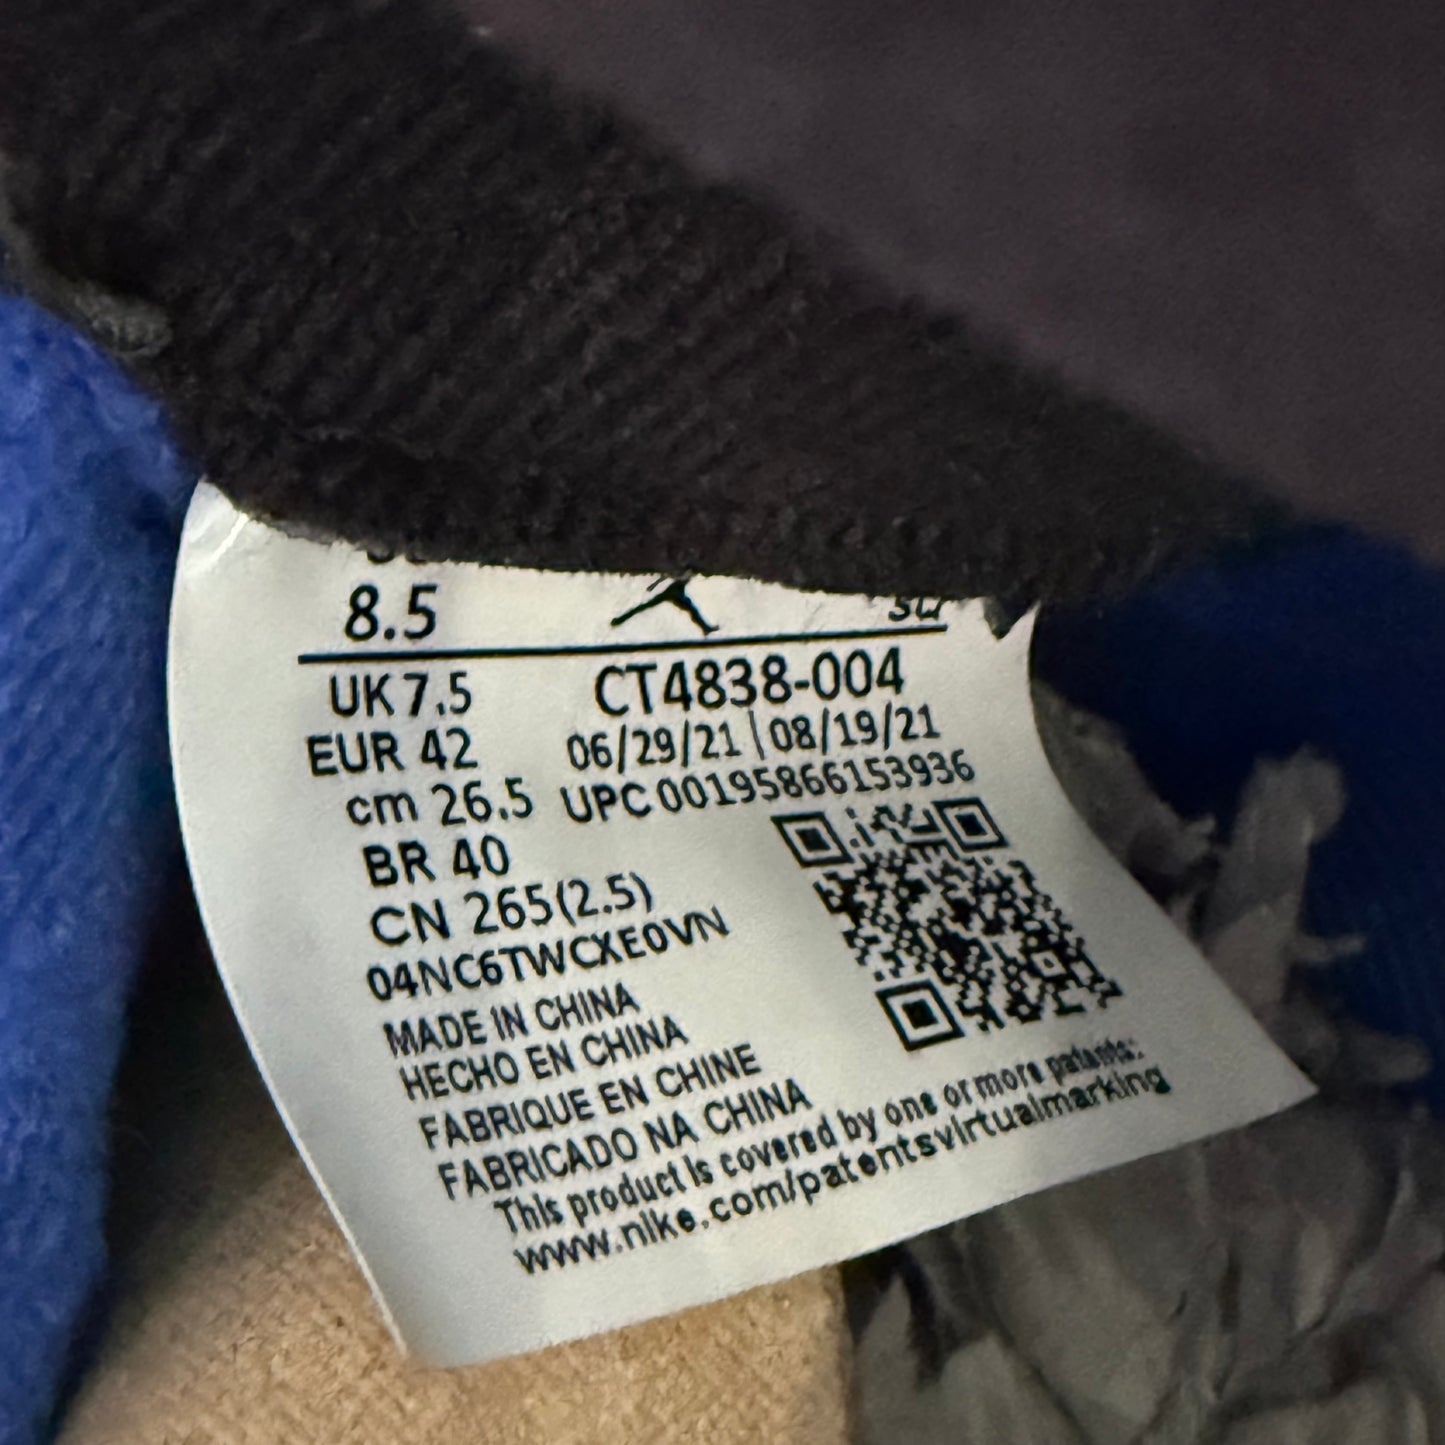 8.5
UK 7.5 CT4838-004
EUR 42 06/29/21 | 08/19/21
cm 26.5 UPC 00195866153936
BR 40
CN 265(2.5)
04NC6TWCXE0VN
MADE IN CHINA
HECHO EN CHINA
FABRIQUE EN CHINE
FABRICADO NA CHINA
This product is covered by one or more patents:
www.nike.com/patentsvirtualmarking